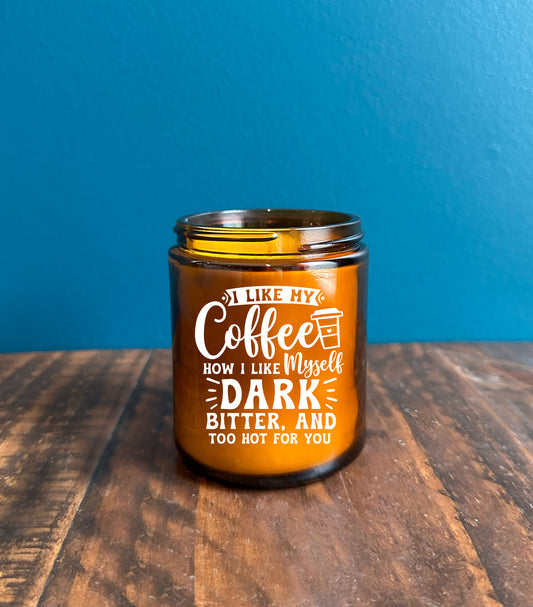 I LIKE MY
Coffee
HOW I LIKE Myself
DARK
BITTER, AND
TOO HOT FOR YOU